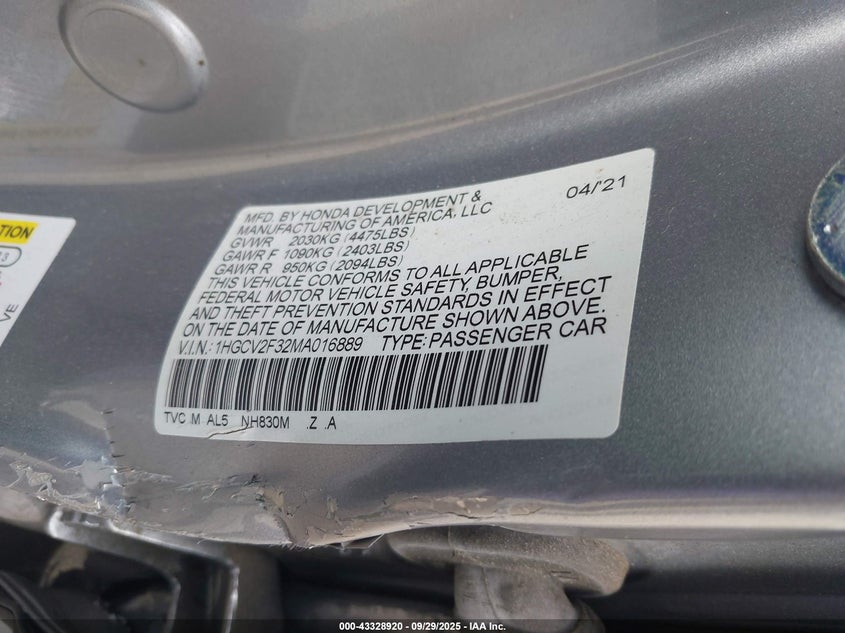 MFD. BY HONDA DEVELOPMENT &
MANUFACTURING OF AMERICA, LLC
04/'21
GVWR 2030KG (4475LBS)
GAWR F 1090KG (2403LBS)
GAWR R 950KG (2094LBS)
THIS VEHICLE CONFORMS TO ALL APPLICABLE
FEDERAL MOTOR VEHICLE SAFETY, BUMPER,
AND THEFT PREVENTION STANDARDS IN EFFECT
ON THE DATE OF MANUFACTURE SHOWN ABOVE.
V.I.N.: 1HGCV2F32MA016889 TYPE: PASSENGER CAR
TVC M AL5 NH830M .Z .A
TION
VE
000-43328920 - 09/29/2025 - IAA Inc.